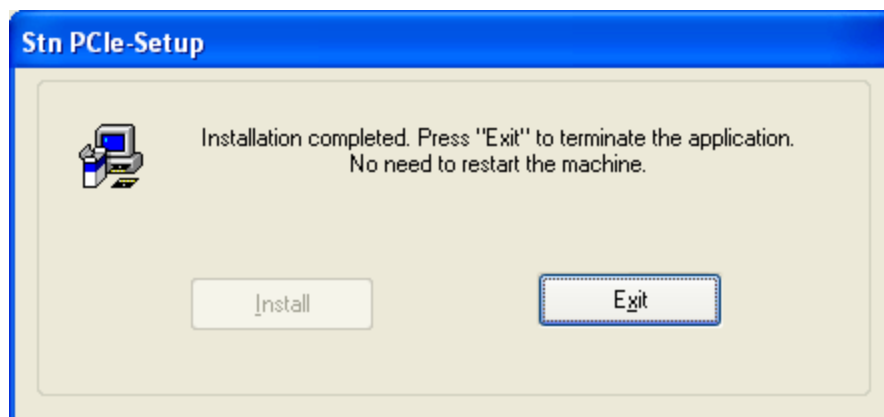 Stn PCIe-Setup
Installation completed. Press "Exit" to terminate the application.
No need to restart the machine.
Install
Exit